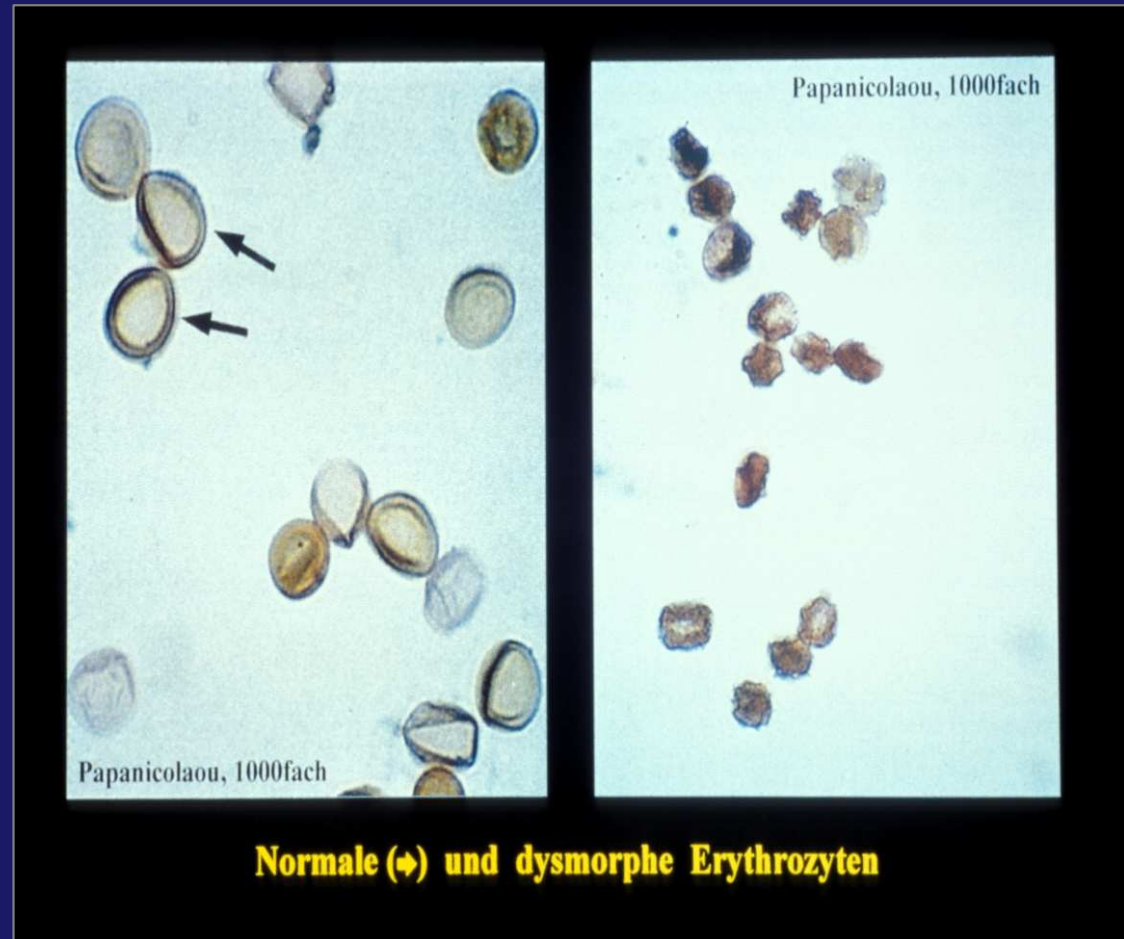 Papanicolaou, 1000fach
Papanicolaou, 1000fach
Normale (➔) und dysmorphe Erythrozyten